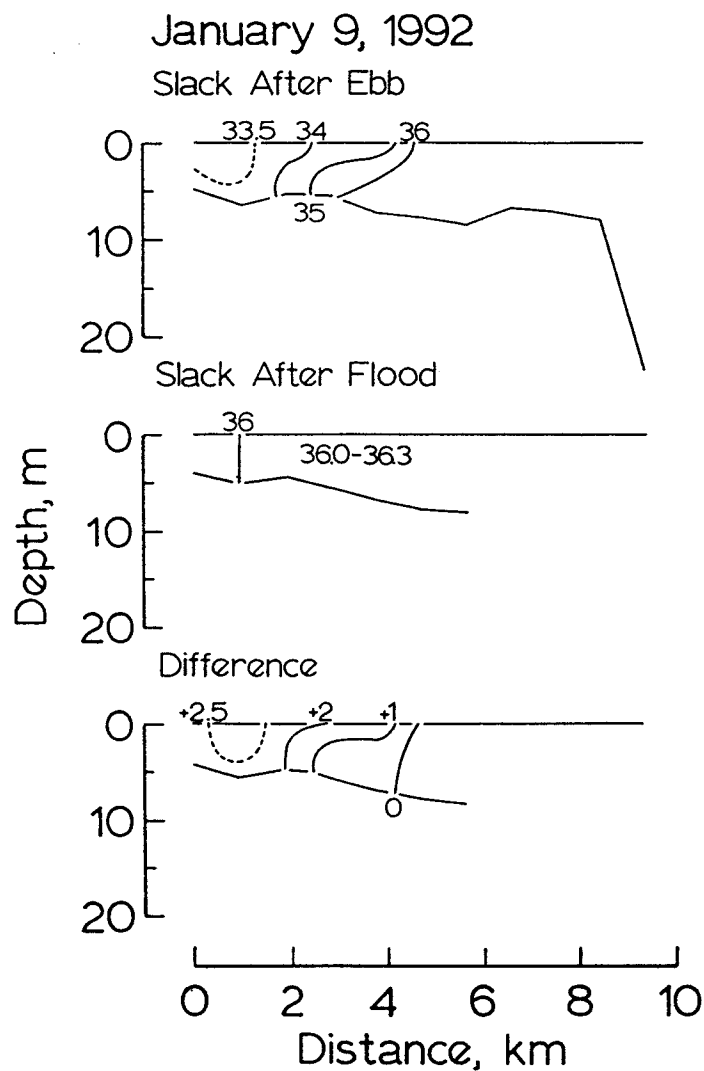 January 9, 1992
Slack After Ebb
33.5 34 36
0
35
10
20
Slack After Flood
36
0
36.0-36.3
10
20
Depth, m
Difference
+2.5 +2 +1
0
0
10
20
0 2 4 6 8 10
Distance, km